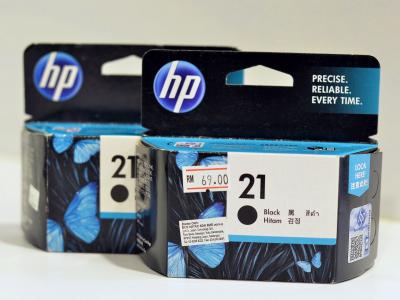 hp
21
hp
PRECISE.
RELIABLE.
EVERY TIME.
RM 69.00
21
Black 黑 สีดำ
Hitam 검정
LOOK
HERE